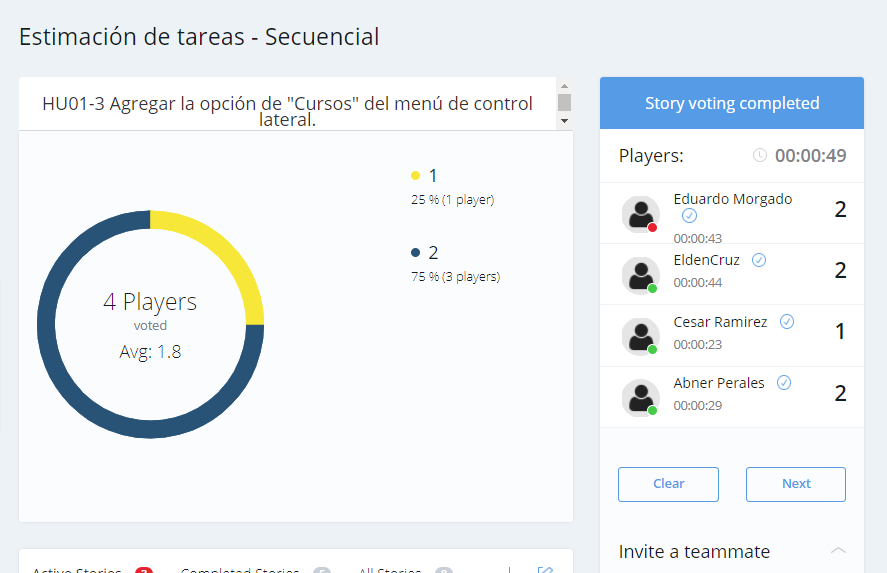 Estimación de tareas - Secuencial
HU01-3 Agregar la opción de "Cursos" del menú de control
lateral.
1
25 % (1 player)
2
75 % (3 players)
4 Players
voted
Avg: 1.8
Story voting completed
Players:
00:00:49
Eduardo Morgado
2
00:00:43
EldenCruz
2
00:00:44
Cesar Ramirez
1
00:00:23
Abner Perales
2
00:00:29
Clear
Next
Invite a teammate
Active Stories
Completed Stories
All Stories